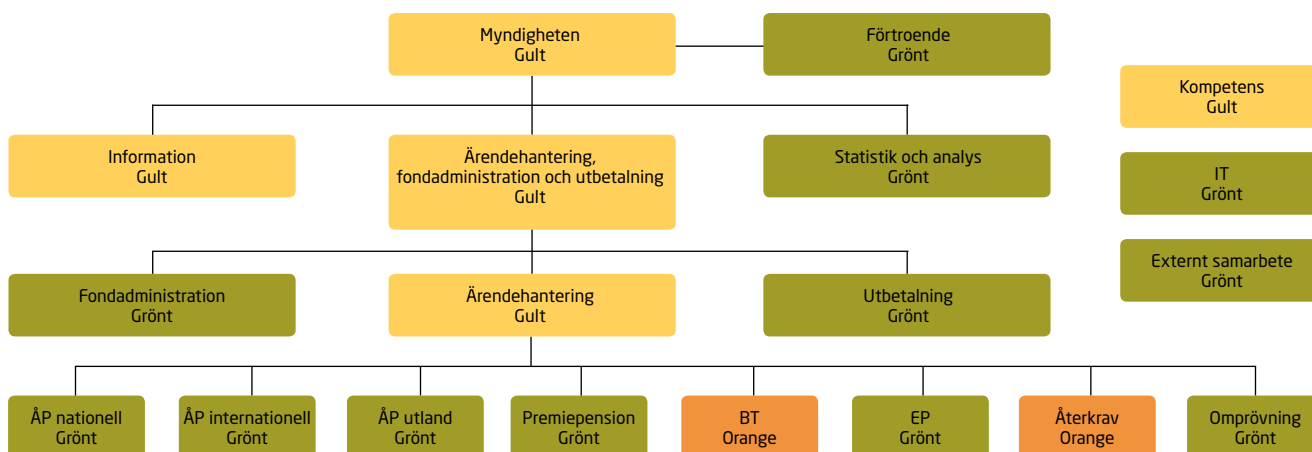 Myndigheten
Gult
Förtroende
Grönt
Kompetens
Gult
Information
Gult
Ärendehantering,
fondadministration och utbetalning
Gult
Statistik och analys
Grönt
IT
Grönt
Externt samarbete
Grönt
Fondadministration
Grönt
Ärendehantering
Gult
Utbetalning
Grönt
ÅP nationell
Grönt
ÅP internationell
Grönt
ÅP utland
Grönt
Premiepension
Grönt
BT
Orange
EP
Grönt
Återkrav
Orange
Omprövning
Grönt